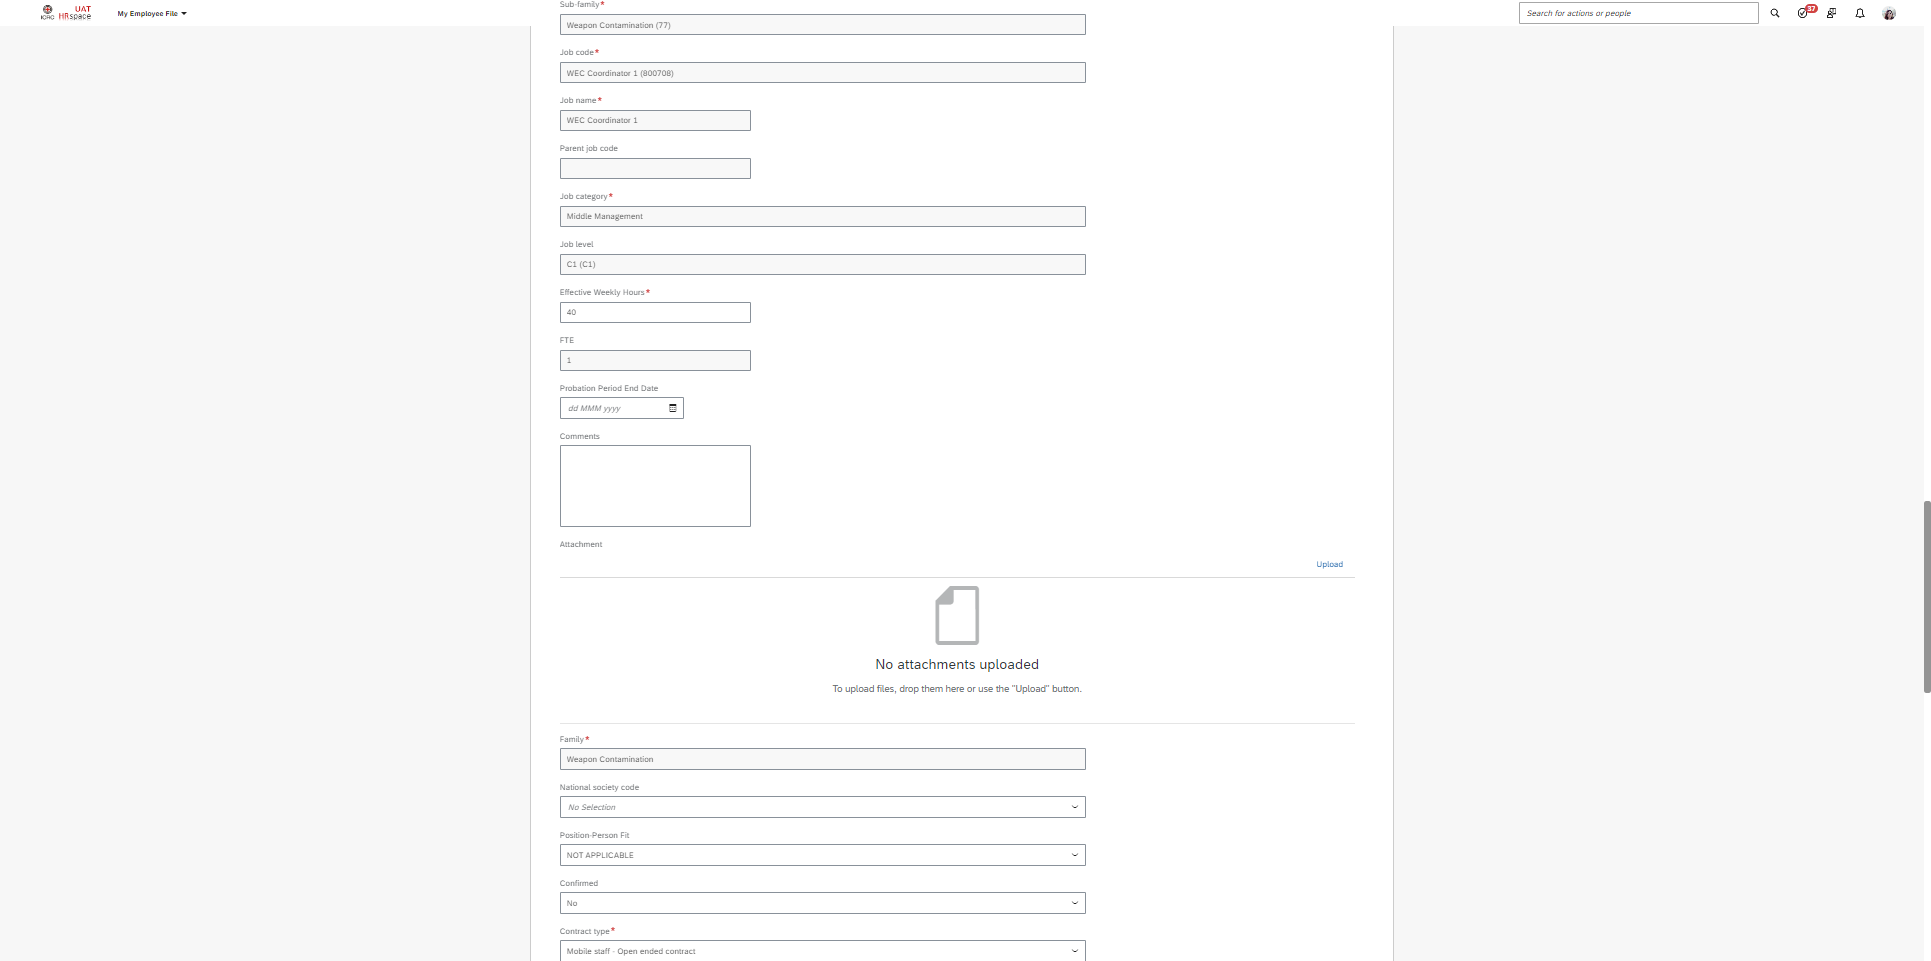 ICRC
UAT
HRspace
My Employee File
Search for actions or people
37
Sub-family*
Weapon Contamination (77)
Job code*
WEC Coordinator 1 (800708)
Job name*
WEC Coordinator 1
Parent job code
Job category*
Middle Management
Job level
C1 (C1)
Effective Weekly Hours*
40
FTE
1
Probation Period End Date
dd MMM yyyy
Comments
Attachment
Upload
No attachments uploaded
To upload files, drop them here or use the "Upload" button.
Family*
Weapon Contamination
National society code
No Selection
Position-Person Fit
NOT APPLICABLE
Confirmed
No
Contract type*
Mobile staff - Open ended contract